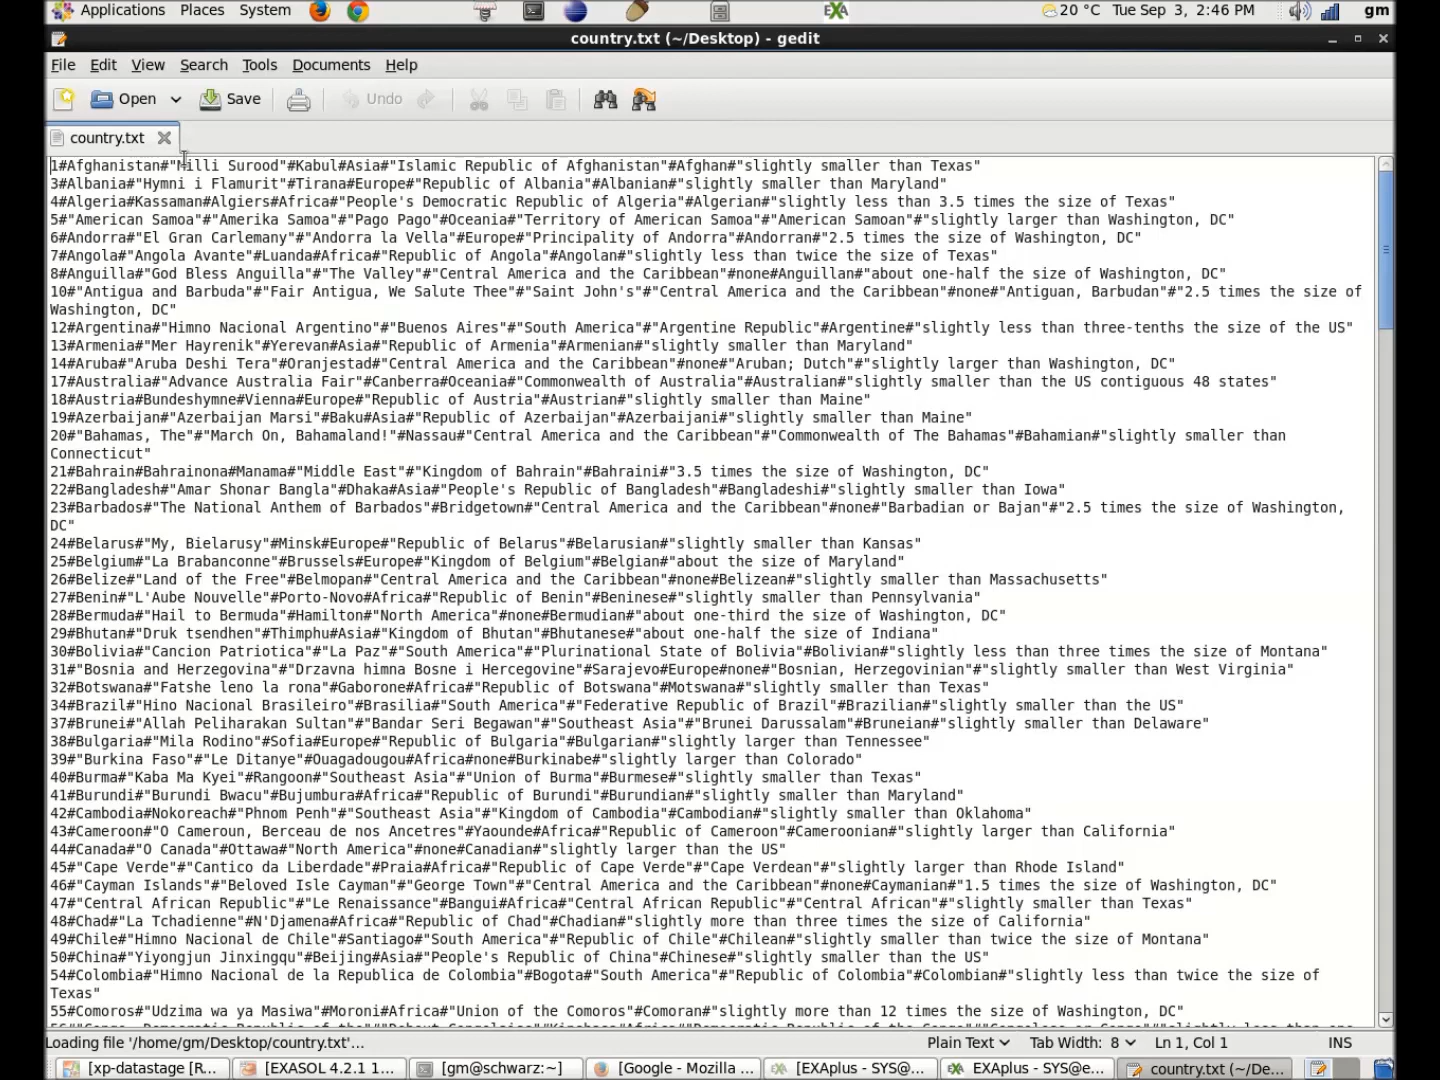 Applications Places System 20 °C Tue Sep 3, 2:46 PM gm
country.txt (~/Desktop) - gedit
File Edit View Search Tools Documents Help
Open Save Undo
country.txt
1#Afghanistan#"Milli Surood"#Kabul#Asia#"Islamic Republic of Afghanistan"#Afghan#"slightly smaller than Texas"
3#Albania#"Hymni i Flamurit"#Tirana#Europe#"Republic of Albania"#Albanian#"slightly smaller than Maryland"
4#Algeria#Kassaman#Algiers#Africa#"People's Democratic Republic of Algeria"#Algerian#"slightly less than 3.5 times the size of Texas"
5#"American Samoa"#"Amerika Samoa"#"Pago Pago"#Oceania#"Territory of American Samoa"#"American Samoan"#"slightly larger than Washington, DC"
6#Andorra#"El Gran Carlemany"#"Andorra la Vella"#Europe#"Principality of Andorra"#Andorran#"2.5 times the size of Washington, DC"
7#Angola#"Angola Avante"#Luanda#Africa#"Republic of Angola"#Angolan#"slightly less than twice the size of Texas"
8#Anguilla#"God Bless Anguilla"#"The Valley"#"Central America and the Caribbean"#none#Anguillan#"about one-half the size of Washington, DC"
10#"Antigua and Barbuda"#"Fair Antigua, We Salute Thee"#"Saint John's"#"Central America and the Caribbean"#none#"Antiguan, Barbudan"#"2.5 times the size of
Washington, DC"
12#Argentina#"Himno Nacional Argentino"#"Buenos Aires"#"South America"#"Argentine Republic"#Argentine#"slightly less than three-tenths the size of the US"
13#Armenia#"Mer Hayrenik"#Yerevan#Asia#"Republic of Armenia"#Armenian#"slightly smaller than Maryland"
14#Aruba#"Aruba Deshi Tera"#Oranjestad#"Central America and the Caribbean"#none#"Aruban; Dutch"#"slightly larger than Washington, DC"
17#Australia#"Advance Australia Fair"#Canberra#Oceania#"Commonwealth of Australia"#Australian#"slightly smaller than the US contiguous 48 states"
18#Austria#Bundeshymne#Vienna#Europe#"Republic of Austria"#Austrian#"slightly smaller than Maine"
19#Azerbaijan#"Azerbaijan Marsi"#Baku#Asia#"Republic of Azerbaijan"#Azerbaijani#"slightly smaller than Maine"
20#"Bahamas, The"#"March On, Bahamaland!"#Nassau#"Central America and the Caribbean"#"Commonwealth of The Bahamas"#Bahamian#"slightly smaller than
Connecticut"
21#Bahrain#Bahrainona#Manama#"Middle East"#"Kingdom of Bahrain"#Bahraini#"3.5 times the size of Washington, DC"
22#Bangladesh#"Amar Shonar Bangla"#Dhaka#Asia#"People's Republic of Bangladesh"#Bangladeshi#"slightly smaller than Iowa"
23#Barbados#"The National Anthem of Barbados"#Bridgetown#"Central America and the Caribbean"#none#"Barbadian or Bajan"#"2.5 times the size of Washington,
DC"
24#Belarus#"My, Bielarusy"#Minsk#Europe#"Republic of Belarus"#Belarusian#"slightly smaller than Kansas"
25#Belgium#"La Brabanconne"#Brussels#Europe#"Kingdom of Belgium"#Belgian#"about the size of Maryland"
26#Belize#"Land of the Free"#Belmopan#"Central America and the Caribbean"#none#Belizean#"slightly smaller than Massachusetts"
27#Benin#"L'Aube Nouvelle"#Porto-Novo#Africa#"Republic of Benin"#Beninese#"slightly smaller than Pennsylvania"
28#Bermuda#"Hail to Bermuda"#Hamilton#"North America"#none#Bermudian#"about one-third the size of Washington, DC"
29#Bhutan#"Druk tsendhen"#Thimphu#Asia#"Kingdom of Bhutan"#Bhutanese#"about one-half the size of Indiana"
30#Bolivia#"Cancion Patriotica"#"La Paz"#"South America"#"Plurinational State of Bolivia"#Bolivian#"slightly less than three times the size of Montana"
31#"Bosnia and Herzegovina"#"Drzavna himna Bosne i Hercegovine"#Sarajevo#Europe#none#"Bosnian, Herzegovinian"#"slightly smaller than West Virginia"
32#Botswana#"Fatshe leno la rona"#Gaborone#Africa#"Republic of Botswana"#Motswana#"slightly smaller than Texas"
34#Brazil#"Hino Nacional Brasileiro"#Brasilia#"South America"#"Federative Republic of Brazil"#Brazilian#"slightly smaller than the US"
37#Brunei#"Allah Peliharakan Sultan"#"Bandar Seri Begawan"#"Southeast Asia"#"Brunei Darussalam"#Bruneian#"slightly smaller than Delaware"
38#Bulgaria#"Mila Rodino"#Sofia#Europe#"Republic of Bulgaria"#Bulgarian#"slightly larger than Tennessee"
39#"Burkina Faso"#"Le Ditanye"#Ouagadougou#Africa#none#Burkinabe#"slightly larger than Colorado"
40#Burma#"Kaba Ma Kyei"#Rangoon#"Southeast Asia"#"Union of Burma"#Burmese#"slightly smaller than Texas"
41#Burundi#"Burundi Bwacu"#Bujumbura#Africa#"Republic of Burundi"#Burundian#"slightly smaller than Maryland"
42#Cambodia#Nokoreach#"Phnom Penh"#"Southeast Asia"#"Kingdom of Cambodia"#Cambodian#"slightly smaller than Oklahoma"
43#Cameroon#"O Cameroun, Berceau de nos Ancetres"#Yaounde#Africa#"Republic of Cameroon"#Cameroonian#"slightly larger than California"
44#Canada#"O Canada"#Ottawa#"North America"#none#Canadian#"slightly larger than the US"
45#"Cape Verde"#"Cantico da Liberdade"#Praia#Africa#"Republic of Cape Verde"#"Cape Verdean"#"slightly larger than Rhode Island"
46#"Cayman Islands"#"Beloved Isle Cayman"#"George Town"#"Central America and the Caribbean"#none#Caymanian#"1.5 times the size of Washington, DC"
47#"Central African Republic"#"Le Renaissance"#Bangui#Africa#"Central African Republic"#"Central African"#"slightly smaller than Texas"
48#Chad#"La Tchadienne"#N'Djamena#Africa#"Republic of Chad"#Chadian#"slightly more than three times the size of California"
49#Chile#"Himno Nacional de Chile"#Santiago#"South America"#"Republic of Chile"#Chilean#"slightly smaller than twice the size of Montana"
50#China#"Yiyongjun Jinxingqu"#Beijing#Asia#"People's Republic of China"#Chinese#"slightly smaller than the US"
54#Colombia#"Himno Nacional de la Republica de Colombia"#Bogota#"South America"#"Republic of Colombia"#Colombian#"slightly less than twice the size of
Texas"
55#Comoros#"Udzima wa ya Masiwa"#Moroni#Africa#"Union of the Comoros"#Comoran#"slightly more than 12 times the size of Washington, DC"
Loading file '/home/gm/Desktop/country.txt'... Plain Text Tab Width: 8 Ln 1, Col 1 INS
[xp-datastage [R... [EXASOL 4.2.1 1... [gm@schwarz:~] [Google - Mozilla ... [EXAplus - SYS@... EXAplus - SYS@e... country.txt (~/De...